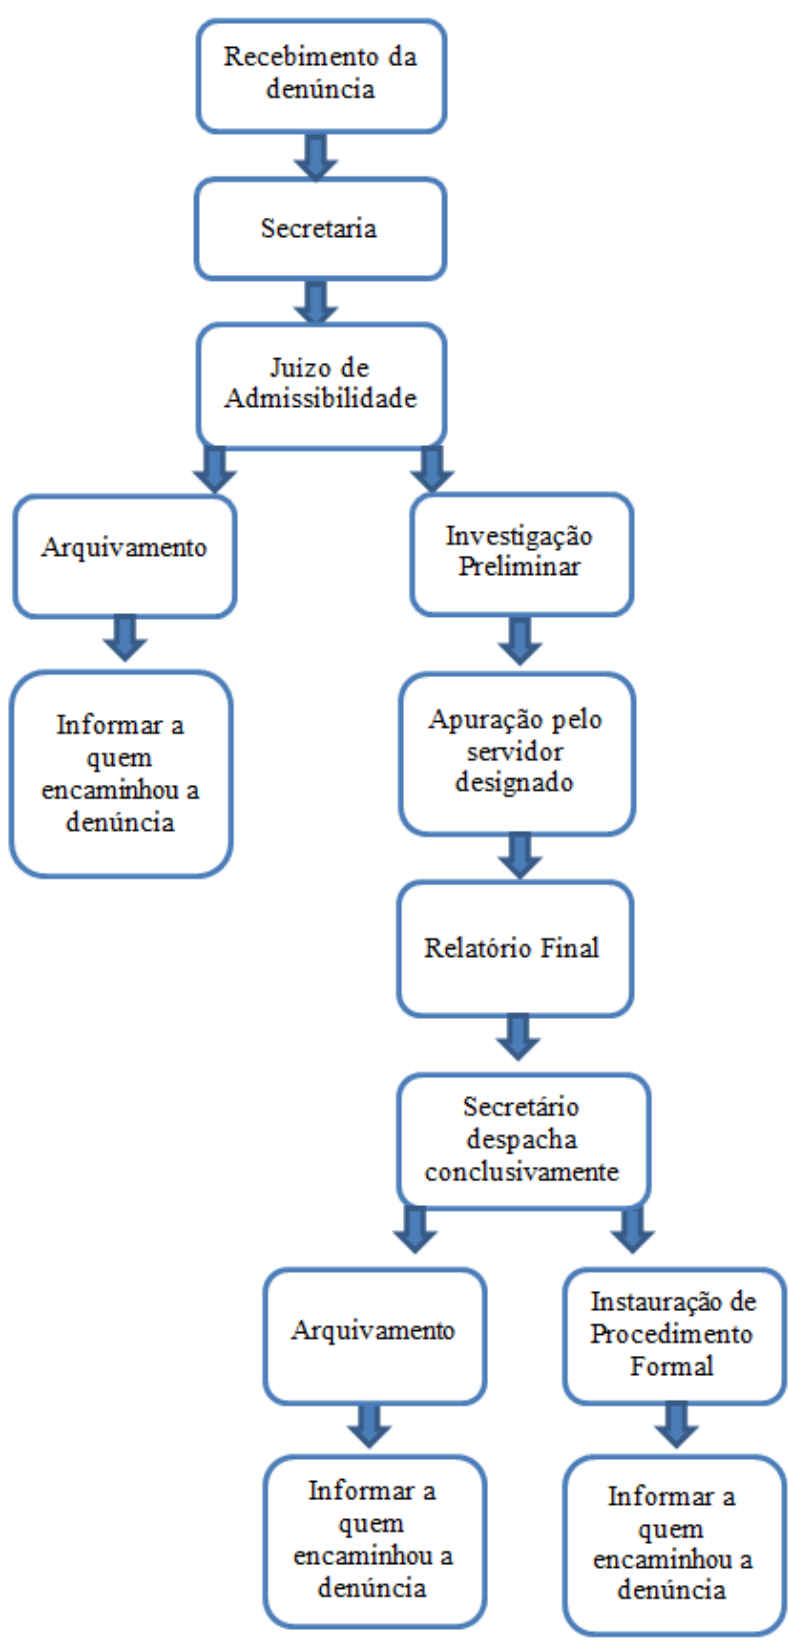 Recebimento da
denúncia
Secretaria
Juízo de
Admissibilidade
Arquivamento
Informar a
quem
encaminhou a
denúncia
Investigação
Preliminar
Apuração pelo
servidor
designado
Relatório Final
Secretário
despacha
conclusivamente
Arquivamento
Informar a
quem
encaminhou a
denúncia
Instauração de
Procedimento
Formal
Informar a
quem
encaminhou a
denúncia